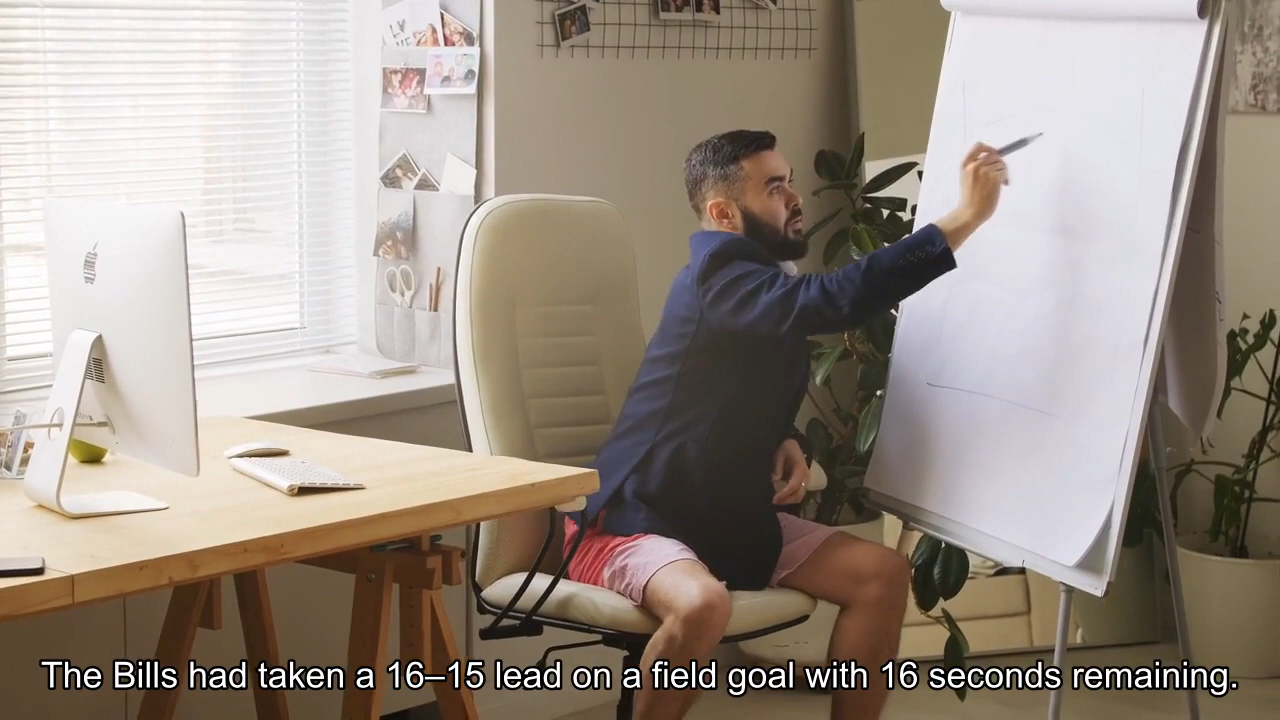 The Bills had taken a 16–15 lead on a field goal with 16 seconds remaining.